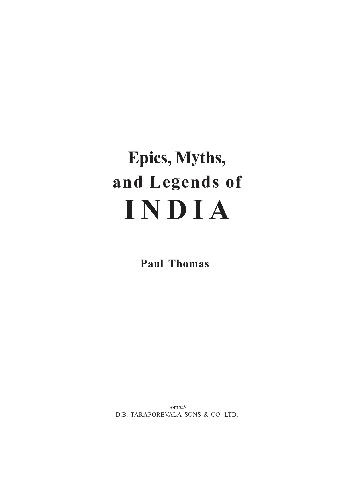 Epics, Myths,
and Legends of
INDIA
Paul Thomas
D.B. TARAPOREVALA SONS & CO. LTD.